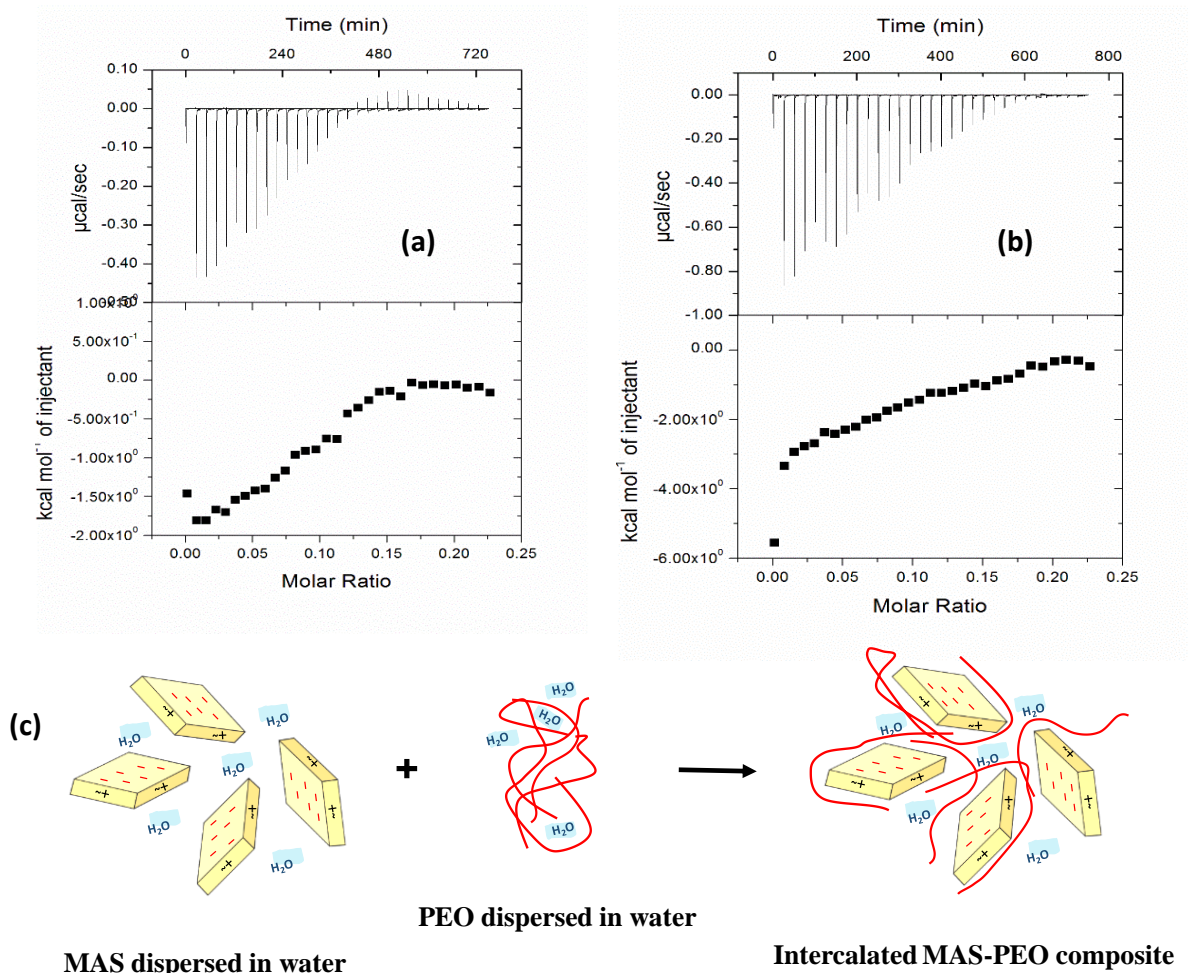 Time (min)
0 240 480 720
0.10
0.00
-0.10
-0.20
-0.30
-0.40
-0.50
µcal/sec
(a)
1.00x10⁰
5.00x10⁻¹
0.00
-5.00x10⁻¹
-1.00x10⁰
-1.50x10⁰
-2.00x10⁰
kcal mol⁻¹ of injectant
0.00 0.05 0.10 0.15 0.20 0.25
Molar Ratio
Time (min)
0 200 400 600 800
0.00
-0.20
-0.40
-0.60
-0.80
-1.00
µcal/sec
(b)
0.00
-2.00x10⁰
-4.00x10⁰
-6.00x10⁰
kcal mol⁻¹ of injectant
0.00 0.05 0.10 0.15 0.20 0.25
Molar Ratio
(c)
H₂O
H₂O
H₂O
H₂O
H₂O
~+
~+
~+
~+
+~
+
H₂O
H₂O
H₂O
H₂O
H₂O
H₂O
H₂O
H₂O
H₂O
~+
~+
~+
~+
+~
PEO dispersed in water
MAS dispersed in water
Intercalated MAS-PEO composite